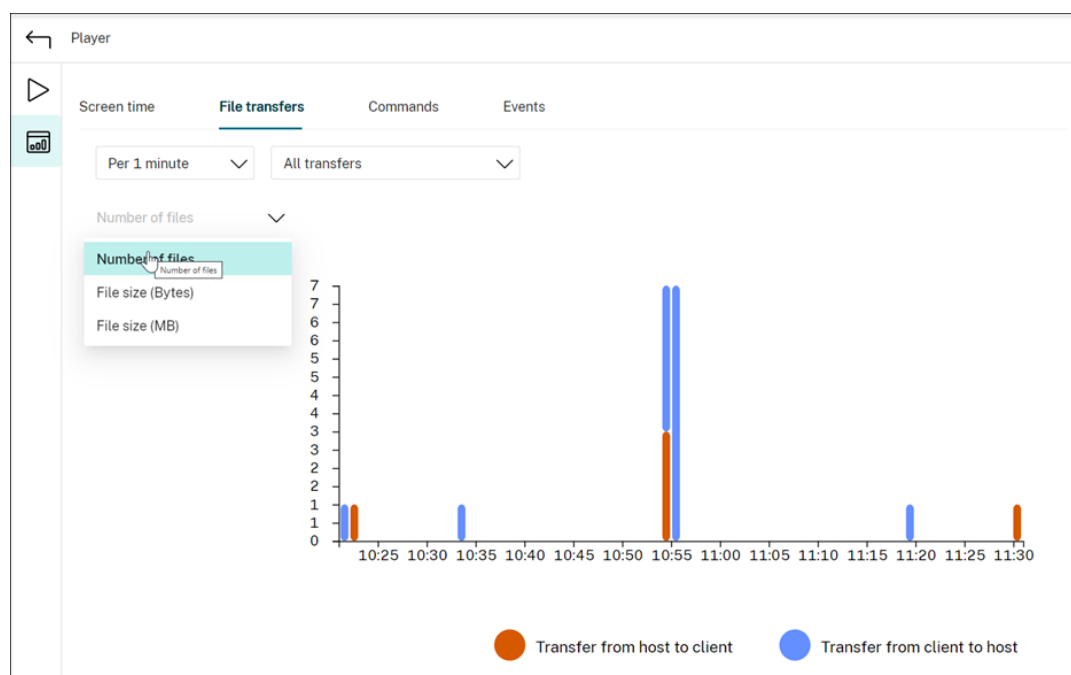 Player
Screen time File transfers Commands Events
Per 1 minute All transfers
Number of files
Number of files
Number of files
File size (Bytes)
File size (MB)
7
7
6
6
5
5
4
4
3
3
2
2
1
1
0
10:25 10:30 10:35 10:40 10:45 10:50 10:55 11:00 11:05 11:10 11:15 11:20 11:25 11:30
Transfer from host to client Transfer from client to host